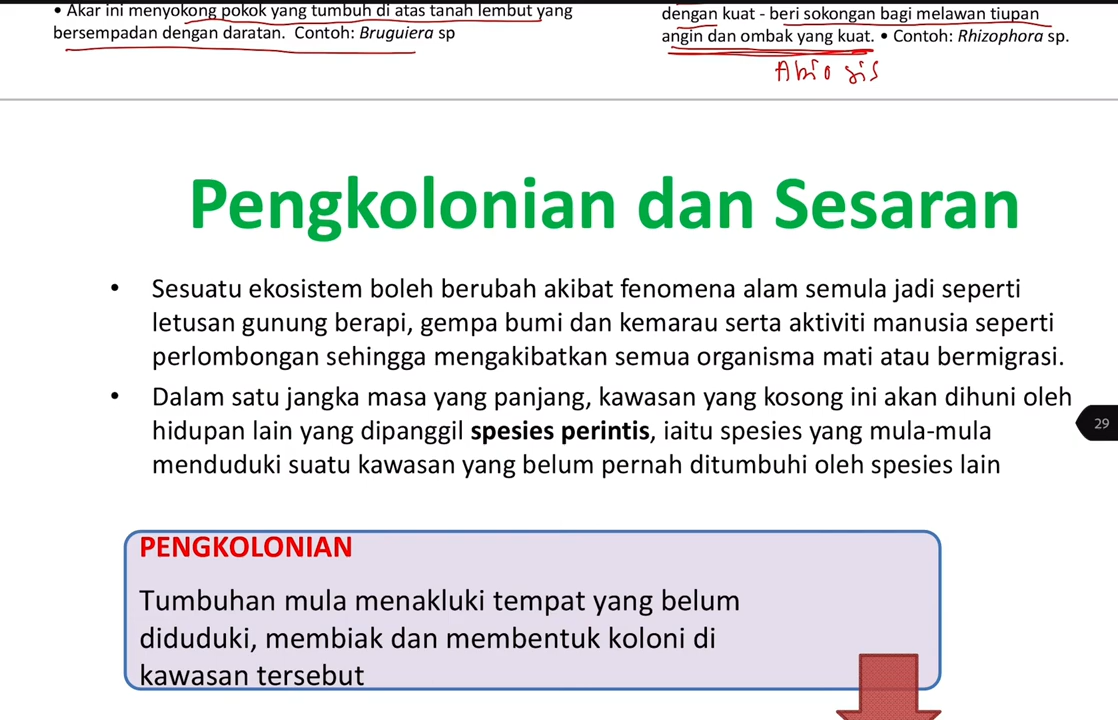 • Akar ini menyokong pokok yang tumbuh di atas tanah lembut yang
bersempadan dengan daratan. Contoh: Bruguiera sp
dengan kuat - beri sokongan bagi melawan tiupan
angin dan ombak yang kuat. • Contoh: Rhizophora sp.
Abiosis
Pengkolonian dan Sesaran
• Sesuatu ekosistem boleh berubah akibat fenomena alam semula jadi seperti
letusan gunung berapi, gempa bumi dan kemarau serta aktiviti manusia seperti
perlombongan sehingga mengakibatkan semua organisma mati atau bermigrasi.
• Dalam satu jangka masa yang panjang, kawasan yang kosong ini akan dihuni oleh
hidupan lain yang dipanggil spesies perintis, iaitu spesies yang mula-mula
menduduki suatu kawasan yang belum pernah ditumbuhi oleh spesies lain
29
PENGKOLONIAN
Tumbuhan mula menakluki tempat yang belum
diduduki, membiak dan membentuk koloni di
kawasan tersebut